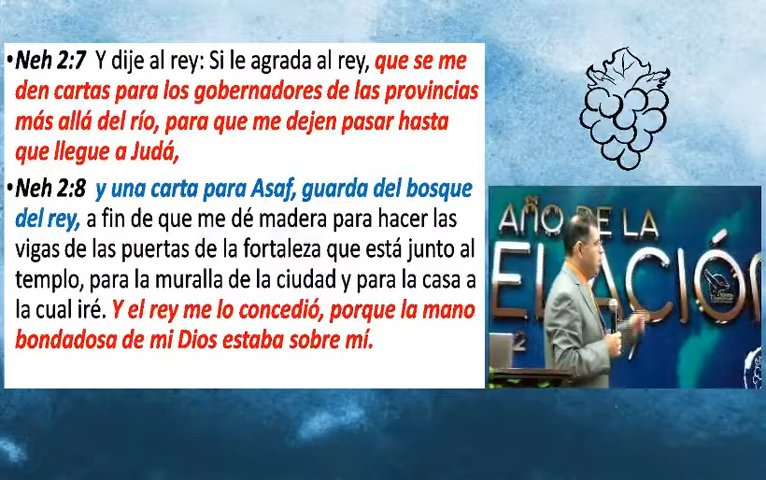 •Neh 2:7 Y dije al rey: Si le agrada al rey, que se me
den cartas para los gobernadores de las provincias
más allá del río, para que me dejen pasar hasta
que llegue a Judá,
•Neh 2:8 y una carta para Asaf, guarda del bosque
del rey, a fin de que me dé madera para hacer las
vigas de las puertas de la fortaleza que está junto al
templo, para la muralla de la ciudad y para la casa a
la cual iré. Y el rey me lo concedió, porque la mano
bondadosa de mi Dios estaba sobre mí.
AÑO DE LA
ELACIÓN
2